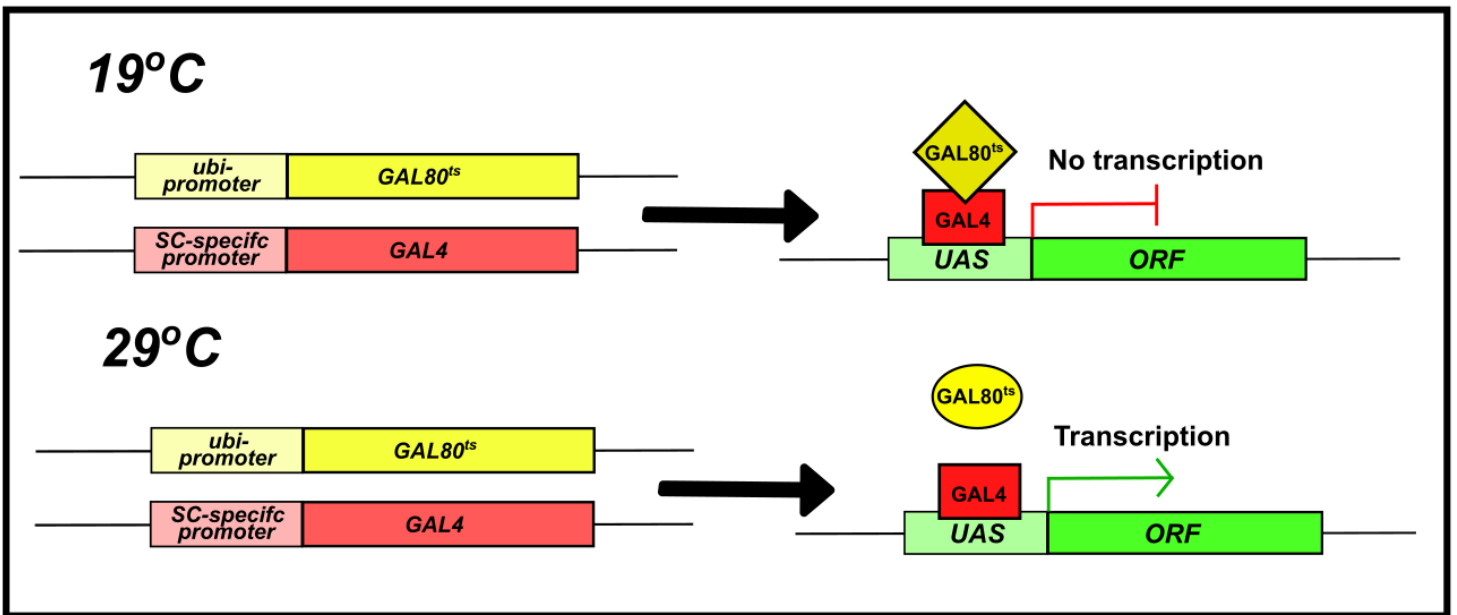 19°C
ubi-
promoter
GAL80ts
SC-specifc
promoter
GAL4
GAL80ts
GAL4
No transcription
UAS
ORF
29°C
ubi-
promoter
GAL80ts
SC-specifc
promoter
GAL4
GAL80ts
GAL4
Transcription
UAS
ORF